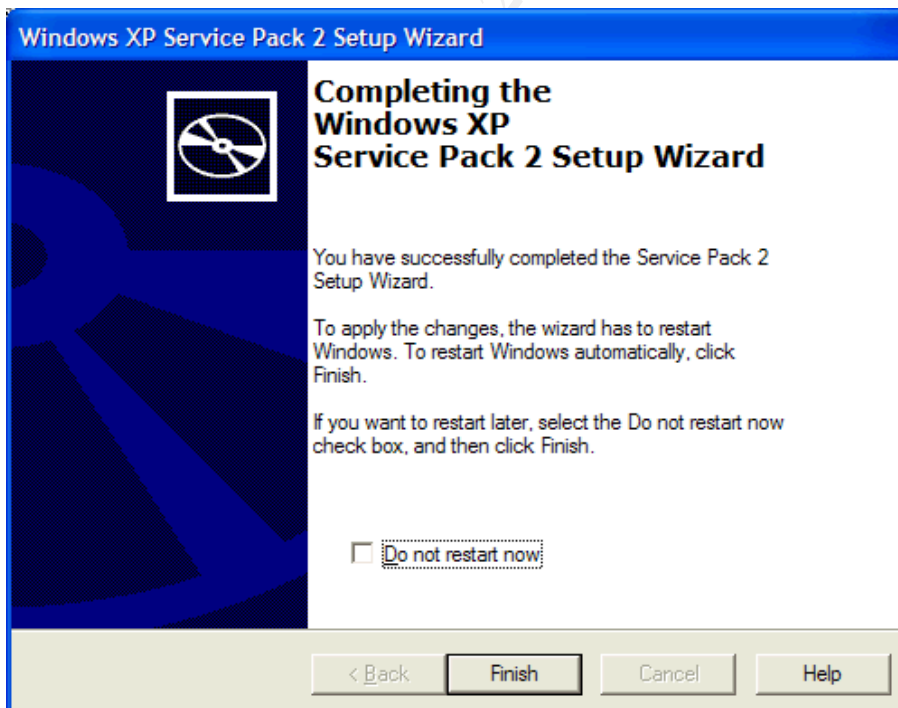 Windows XP Service Pack 2 Setup Wizard
Completing the
Windows XP
Service Pack 2 Setup Wizard
You have successfully completed the Service Pack 2
Setup Wizard.
To apply the changes, the wizard has to restart
Windows. To restart Windows automatically, click
Finish.
If you want to restart later, select the Do not restart now
check box, and then click Finish.
Do not restart now
< Back
Finish
Cancel
Help